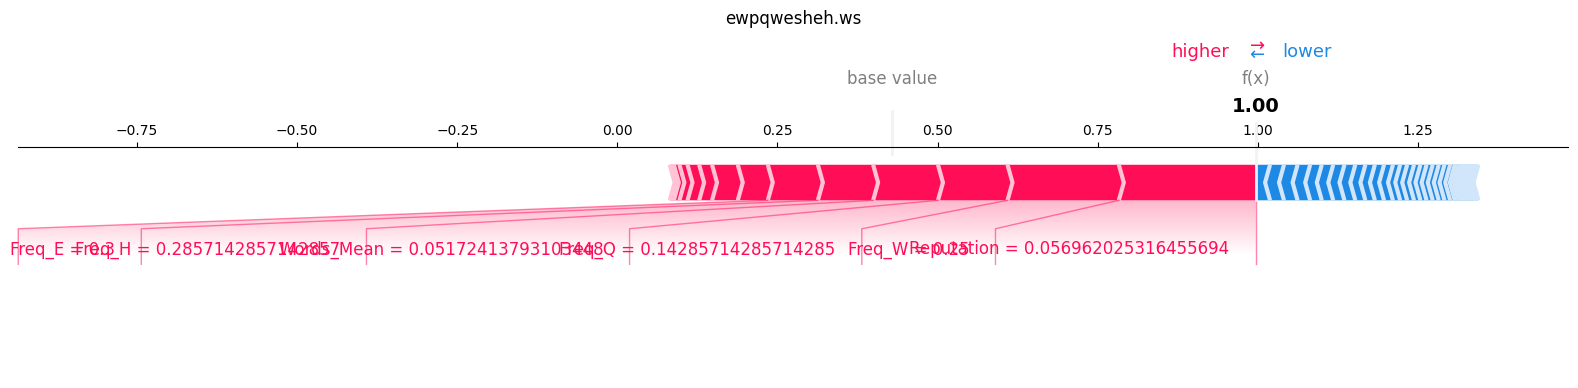 ewpqwesheh.ws
higher ⇄ lower
base value f(x)
1.00
−0.75 −0.50 −0.25 0.00 0.25 0.50 0.75 1.00 1.25
Freq_E = 0.3 Freq_H = 0.2857142857142857 Words_Mean = 0.05172413793103448 Freq_Q = 0.14285714285714285 Freq_W = 0.25 Reputation = 0.056962025316455694